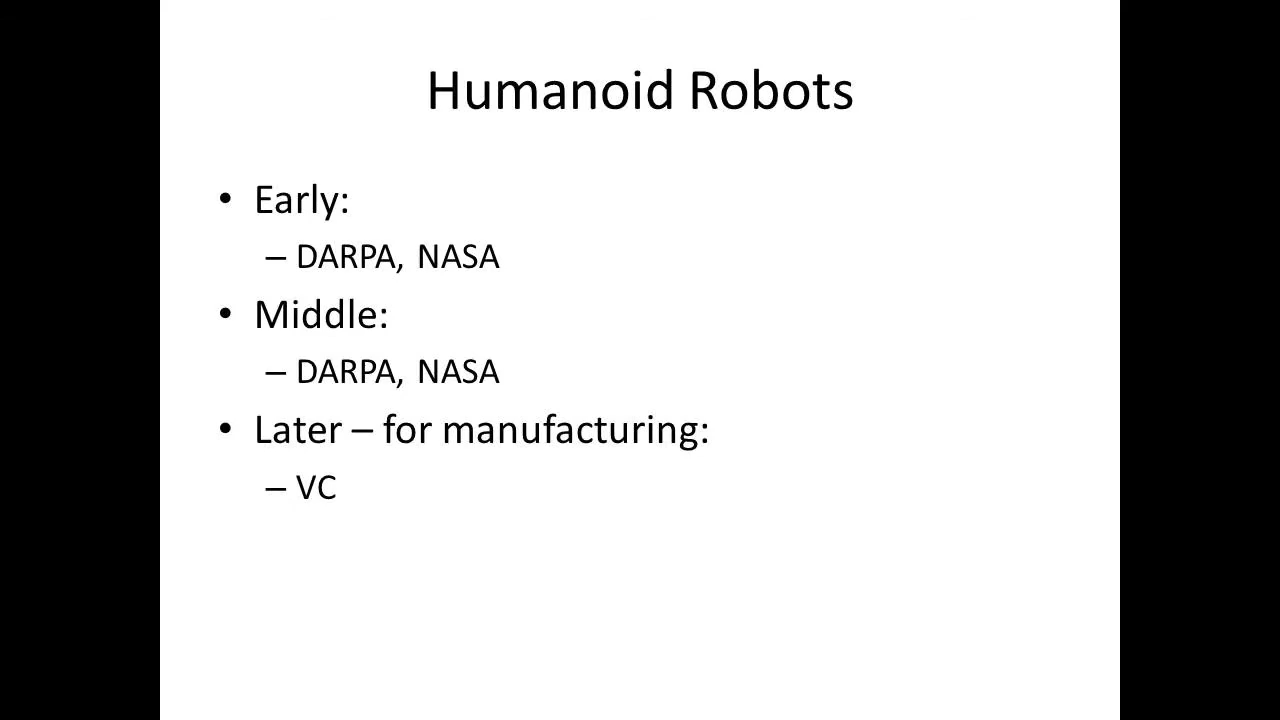 Humanoid Robots
• Early:
– DARPA, NASA
• Middle:
– DARPA, NASA
• Later – for manufacturing:
– VC